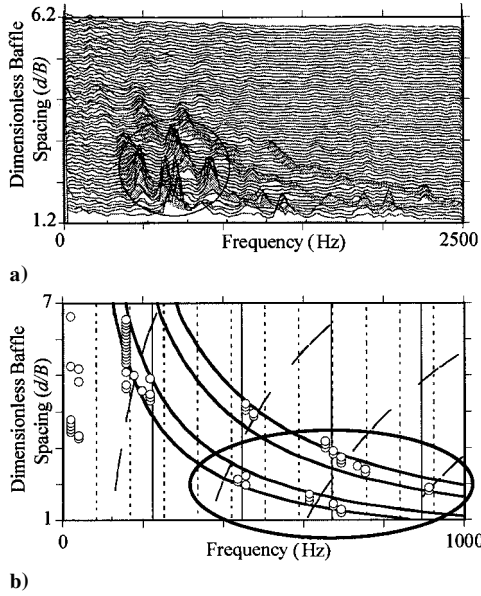 6.2
Dimensionless Baffle
Spacing (d/B)
1.2
0
Frequency (Hz)
2500
a)
7
Dimensionless Baffle
Spacing (d/B)
1
0
Frequency (Hz)
1000
b)